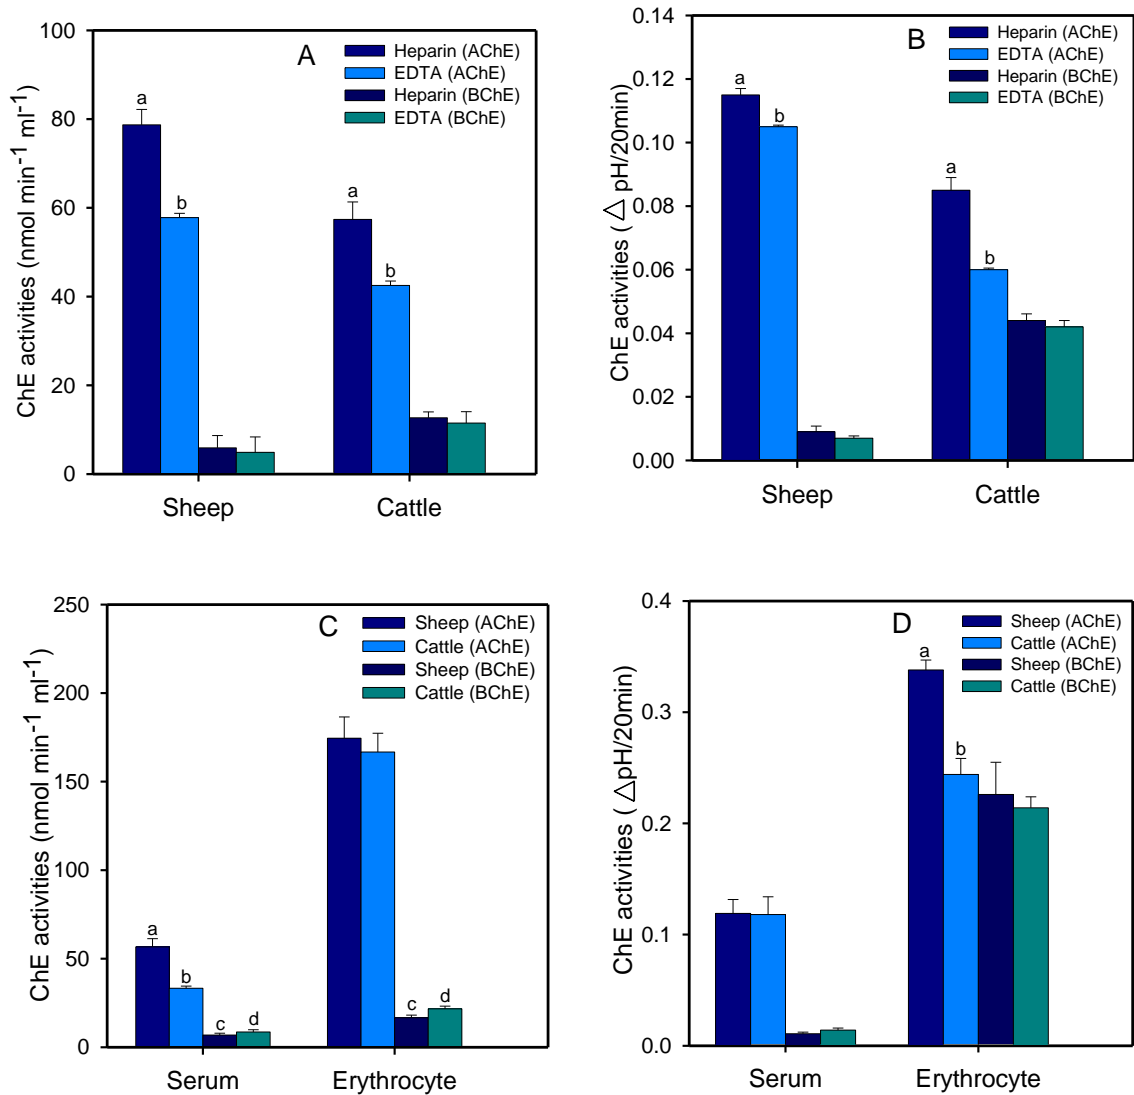 A
Heparin (AChE)
EDTA (AChE)
Heparin (BChE)
EDTA (BChE)
ChE activities (nmol min⁻¹ ml⁻¹)
100
80
60
40
20
0
a
b
a
b
Sheep
Cattle
B
Heparin (AChE)
EDTA (AChE)
Heparin (BChE)
EDTA (BChE)
ChE activities ( △ pH/20min)
0.14
0.12
0.10
0.08
0.06
0.04
0.02
0.00
a
b
a
b
Sheep
Cattle
C
Sheep (AChE)
Cattle (AChE)
Sheep (BChE)
Cattle (BChE)
ChE activities (nmol min⁻¹ ml⁻¹)
250
200
150
100
50
0
a
b
c
d
c
d
Serum
Erythrocyte
D
Sheep (AChE)
Cattle (AChE)
Sheep (BChE)
Cattle (BChE)
ChE activities ( △pH/20min)
0.4
0.3
0.2
0.1
0.0
a
b
Serum
Erythrocyte